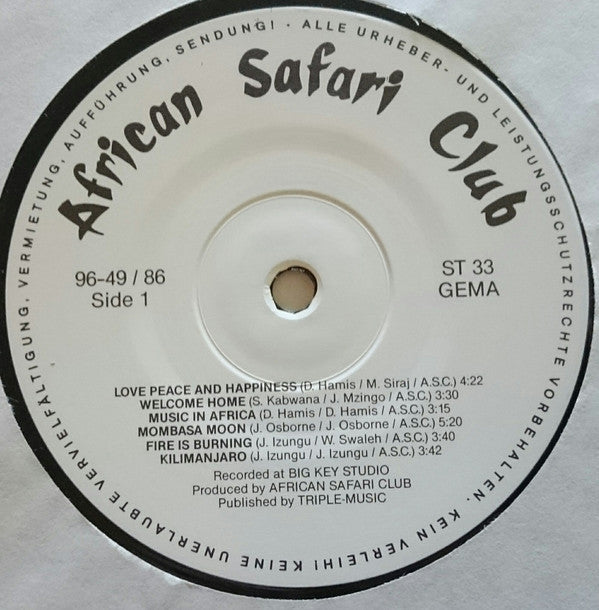 African Safari Club
96-49 / 86
Side 1
ST 33
GEMA
LOVE PEACE AND HAPPINESS (D. Hamis / M. Siraj / A.S.C.) 4:22
WELCOME HOME (S. Kabwana / J. Mzingo / A.S.C.) 3:30
MUSIC IN AFRICA (D. Hamis / D. Hamis / A.S.C.) 3:15
MOMBASA MOON (J. Osborne / J. Osborne / A.S.C.) 5:20
FIRE IS BURNING (J. Izungu / W. Swaleh / A.S.C.) 3:40
KILIMANJARO (J. Izungu / J. Izungu / A.S.C.) 3:42
Recorded at BIG KEY STUDIO
Produced by AFRICAN SAFARI CLUB
Published by TRIPLE-MUSIC
ALLE URHEBER- UND LEISTUNGSSCHUTZRECHTE VORBEHALTEN. KEIN VERLEIH! KEINE UNERLAUBTE VERVIELFÄLTIGUNG, VERMIETUNG, AUFFÜHRUNG, SENDUNG! ·